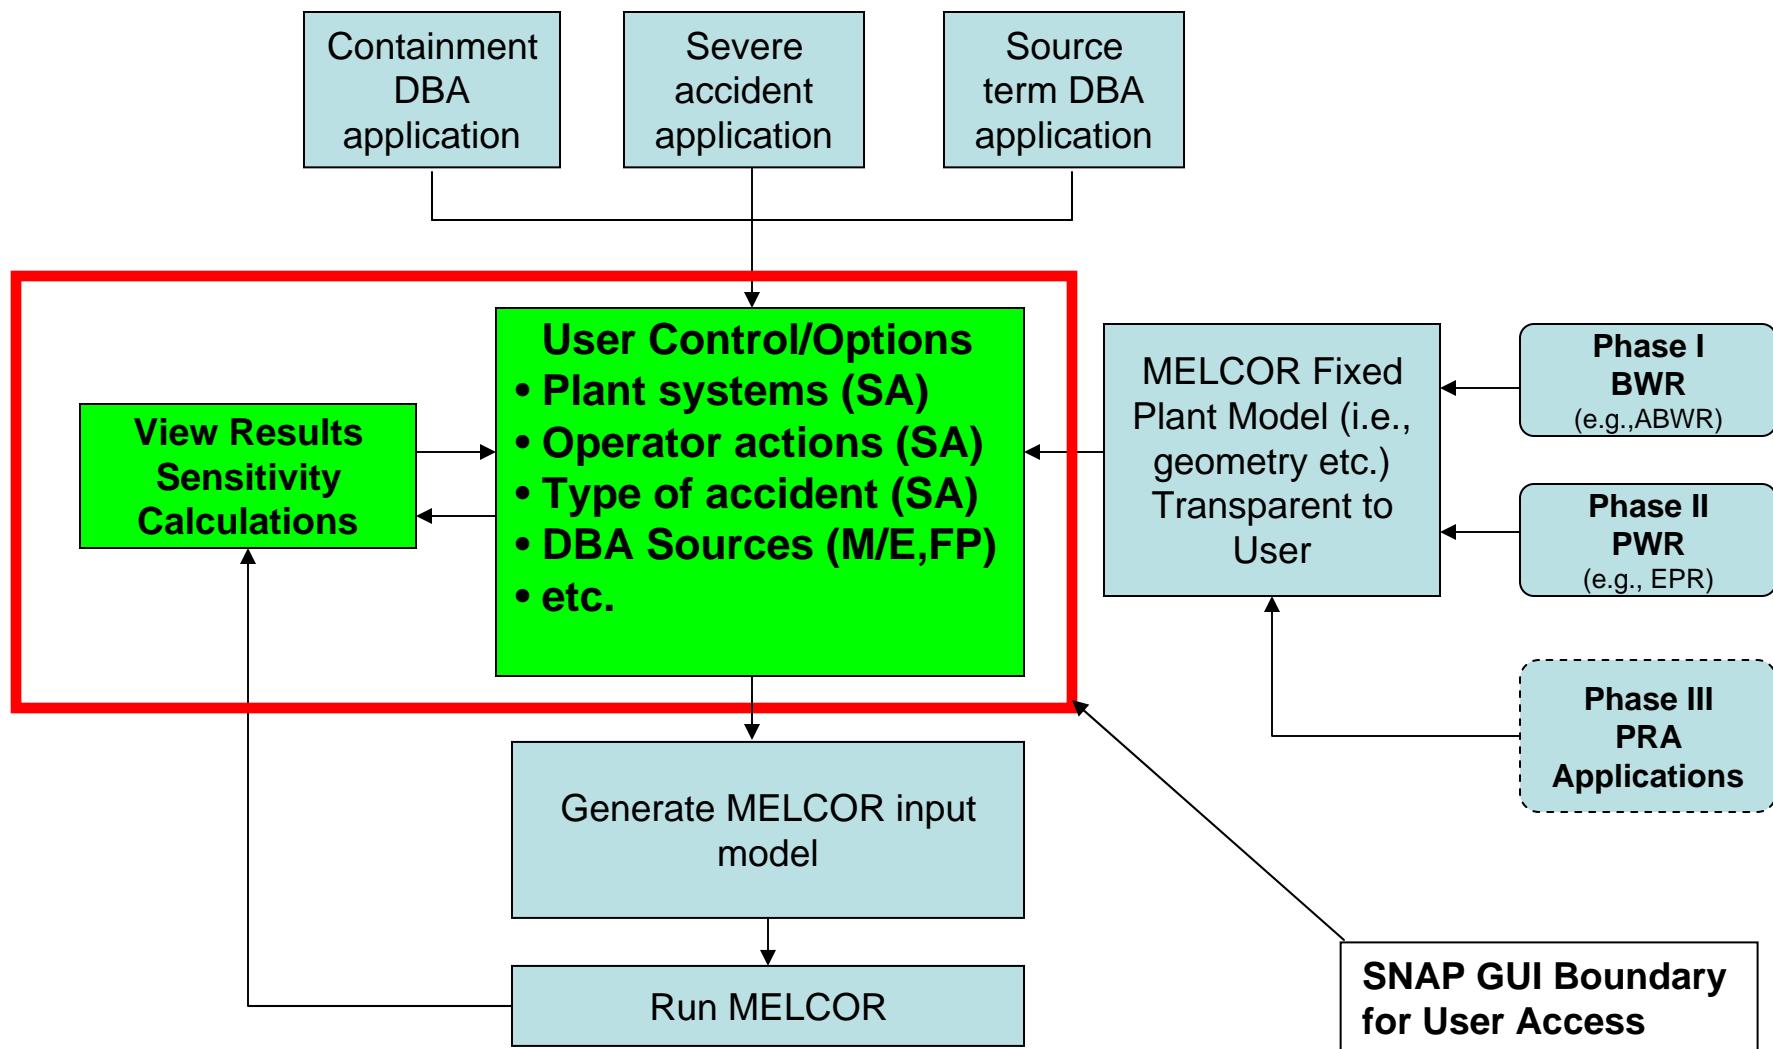 Containment
DBA
application
Severe
accident
application
Source
term DBA
application
User Control/Options
• Plant systems (SA)
• Operator actions (SA)
• Type of accident (SA)
• DBA Sources (M/E,FP)
• etc.
View Results
Sensitivity
Calculations
MELCOR Fixed
Plant Model (i.e.,
geometry etc.)
Transparent to
User
Phase I
BWR
(e.g.,ABWR)
Phase II
PWR
(e.g., EPR)
Phase III
PRA
Applications
Generate MELCOR input
model
Run MELCOR
SNAP GUI Boundary
for User Access